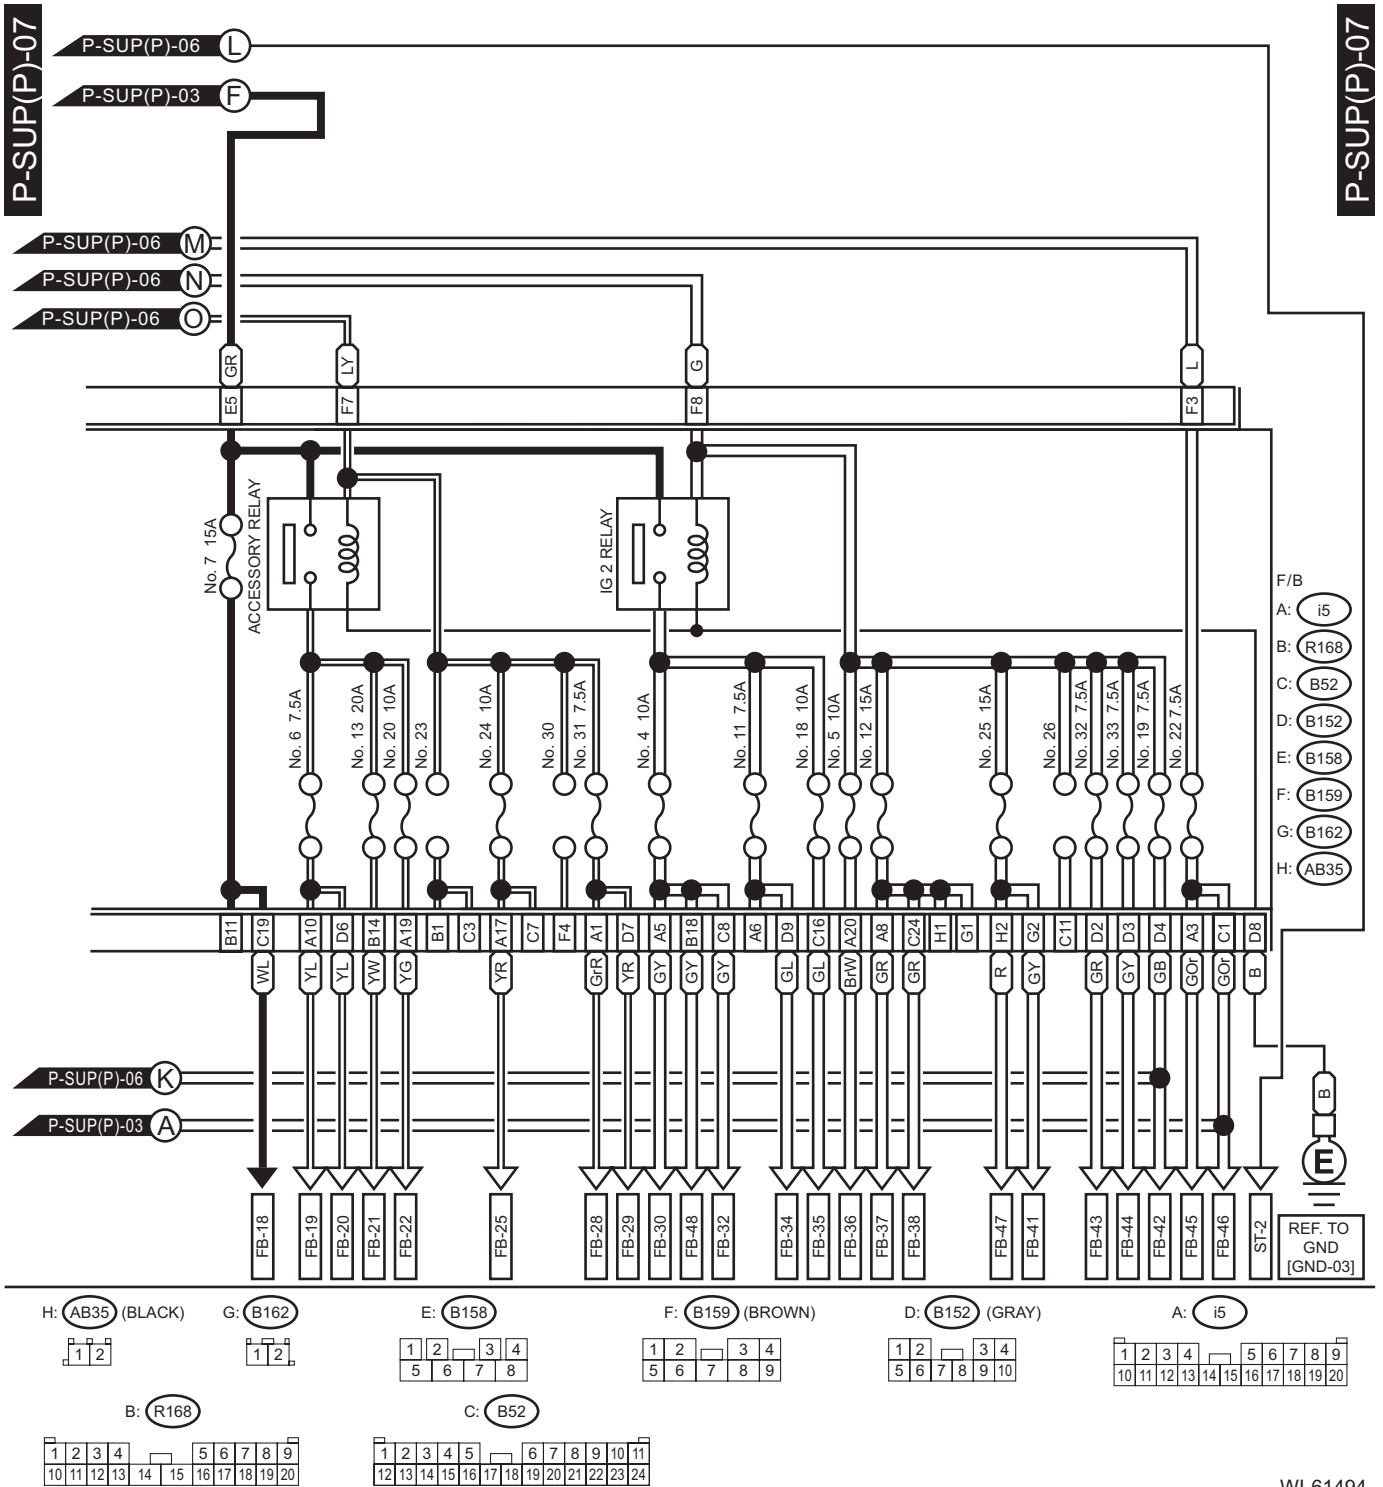 P-SUP(P)-07
P-SUP(P)-07
P-SUP(P)-06 L
P-SUP(P)-03 F
P-SUP(P)-06 M
P-SUP(P)-06 N
P-SUP(P)-06 O
GR
LY
G
L
E5
F7
F8
F3
No. 7 15A
ACCESSORY RELAY
IG 2 RELAY
F/B
A: i5
B: R168
C: B52
D: B152
E: B158
F: B159
G: B162
H: AB35
No. 6 7.5A
No. 13 20A
No. 20 10A
No. 23
No. 24 10A
No. 30
No. 31 7.5A
No. 4 10A
No. 11 7.5A
No. 18 10A
No. 5 10A
No. 12 15A
No. 25 15A
No. 26
No. 32 7.5A
No. 33 7.5A
No. 19 7.5A
No. 22 7.5A
B11 C19 A10 D6 B14 A19 B1 C3 A17 C7 F4 A1 D7 A5 B18 C8 A6 D9 C16 A20 A8 C24 H1 G1 H2 G2 C11 D2 D3 D4 A3 C1 D8
WL YL YL YW YG YR GrR YR GY GY GY GL GL BrW GR GR R GY GR GY GB GOr GOr B
P-SUP(P)-06 K
P-SUP(P)-03 A
B
E
FB-18 FB-19 FB-20 FB-21 FB-22 FB-25 FB-28 FB-29 FB-30 FB-48 FB-32 FB-34 FB-35 FB-36 FB-37 FB-38 FB-47 FB-41 FB-43 FB-44 FB-42 FB-45 FB-46 ST-2
REF. TO
GND
[GND-03]
H: AB35 (BLACK)
1 2
G: B162
1 2
E: B158
1 2 3 4
5 6 7 8
F: B159 (BROWN)
1 2 3 4
5 6 7 8 9
D: B152 (GRAY)
1 2 3 4
5 6 7 8 9 10
A: i5
1 2 3 4 5 6 7 8 9
10 11 12 13 14 15 16 17 18 19 20
B: R168
1 2 3 4 5 6 7 8 9
10 11 12 13 14 15 16 17 18 19 20
C: B52
1 2 3 4 5 6 7 8 9 10 11
12 13 14 15 16 17 18 19 20 21 22 23 24
WI-61494